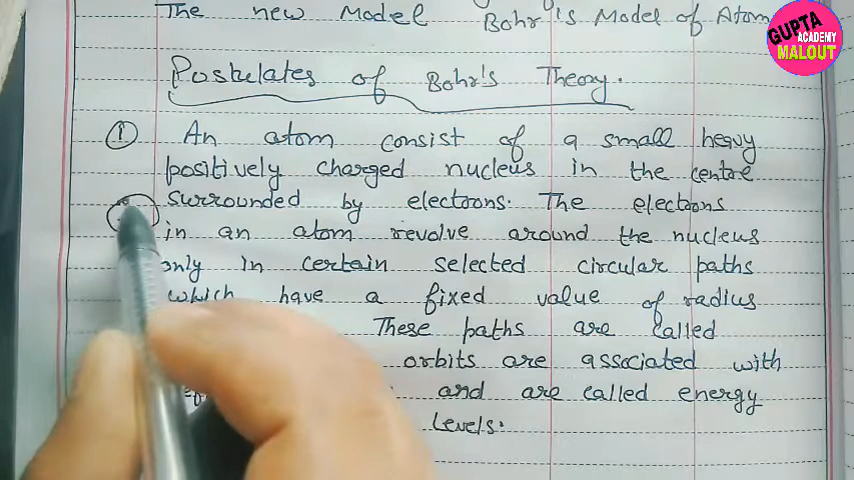 The new Model Bohr's Model of Atom
GUPTA
ACADEMY
MALOUT
Postulates of Bohr's Theory.
① An atom consist of a small heavy
positively charged nucleus in the centre
surrounded by electrons. The electrons
in an atom revolve around the nucleus
only in certain selected circular paths
which have a fixed value of radius
These paths are called
orbits are associated with
and are called energy
levels.